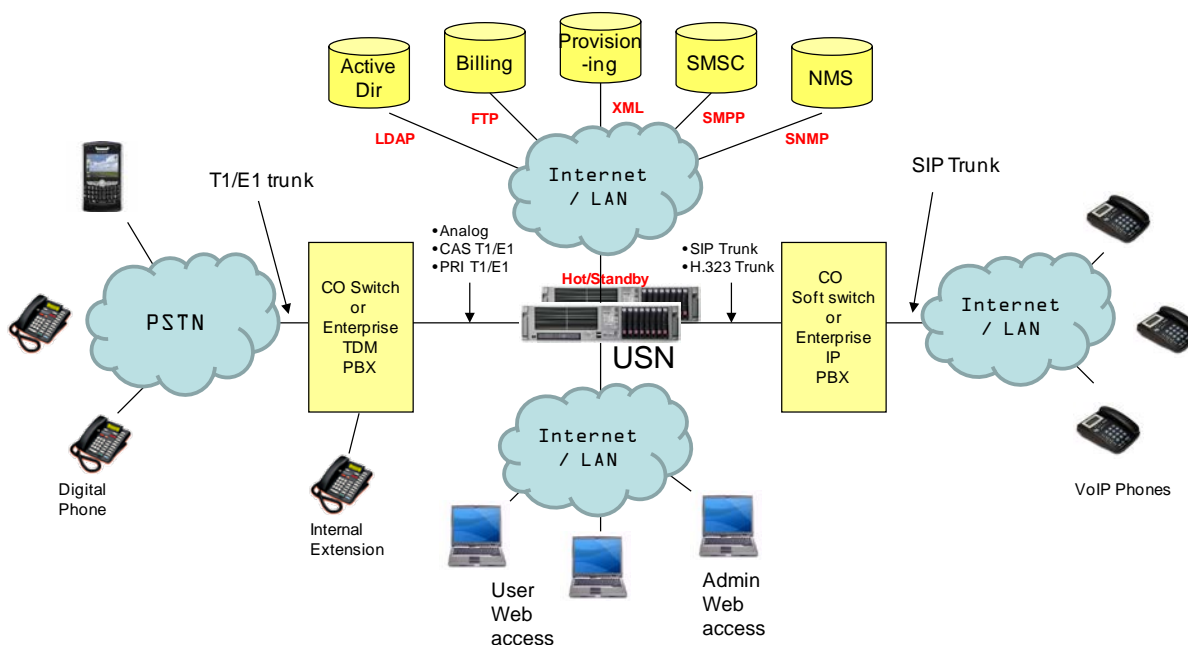 Active
Dir
Billing
Provision
-ing
SMSC
NMS
LDAP
FTP
XML
SMPP
SNMP
Internet
/ LAN
T1/E1 trunk
SIP Trunk
•Analog
•CAS T1/E1
•PRI T1/E1
Hot/Standby
•SIP Trunk
•H.323 Trunk
PSTN
CO Switch
or
Enterprise
TDM
PBX
USN
CO
Soft switch
or
Enterprise
IP
PBX
Internet
/ LAN
Internet
/ LAN
Digital
Phone
Internal
Extension
User
Web
access
Admin
Web
access
VoIP Phones